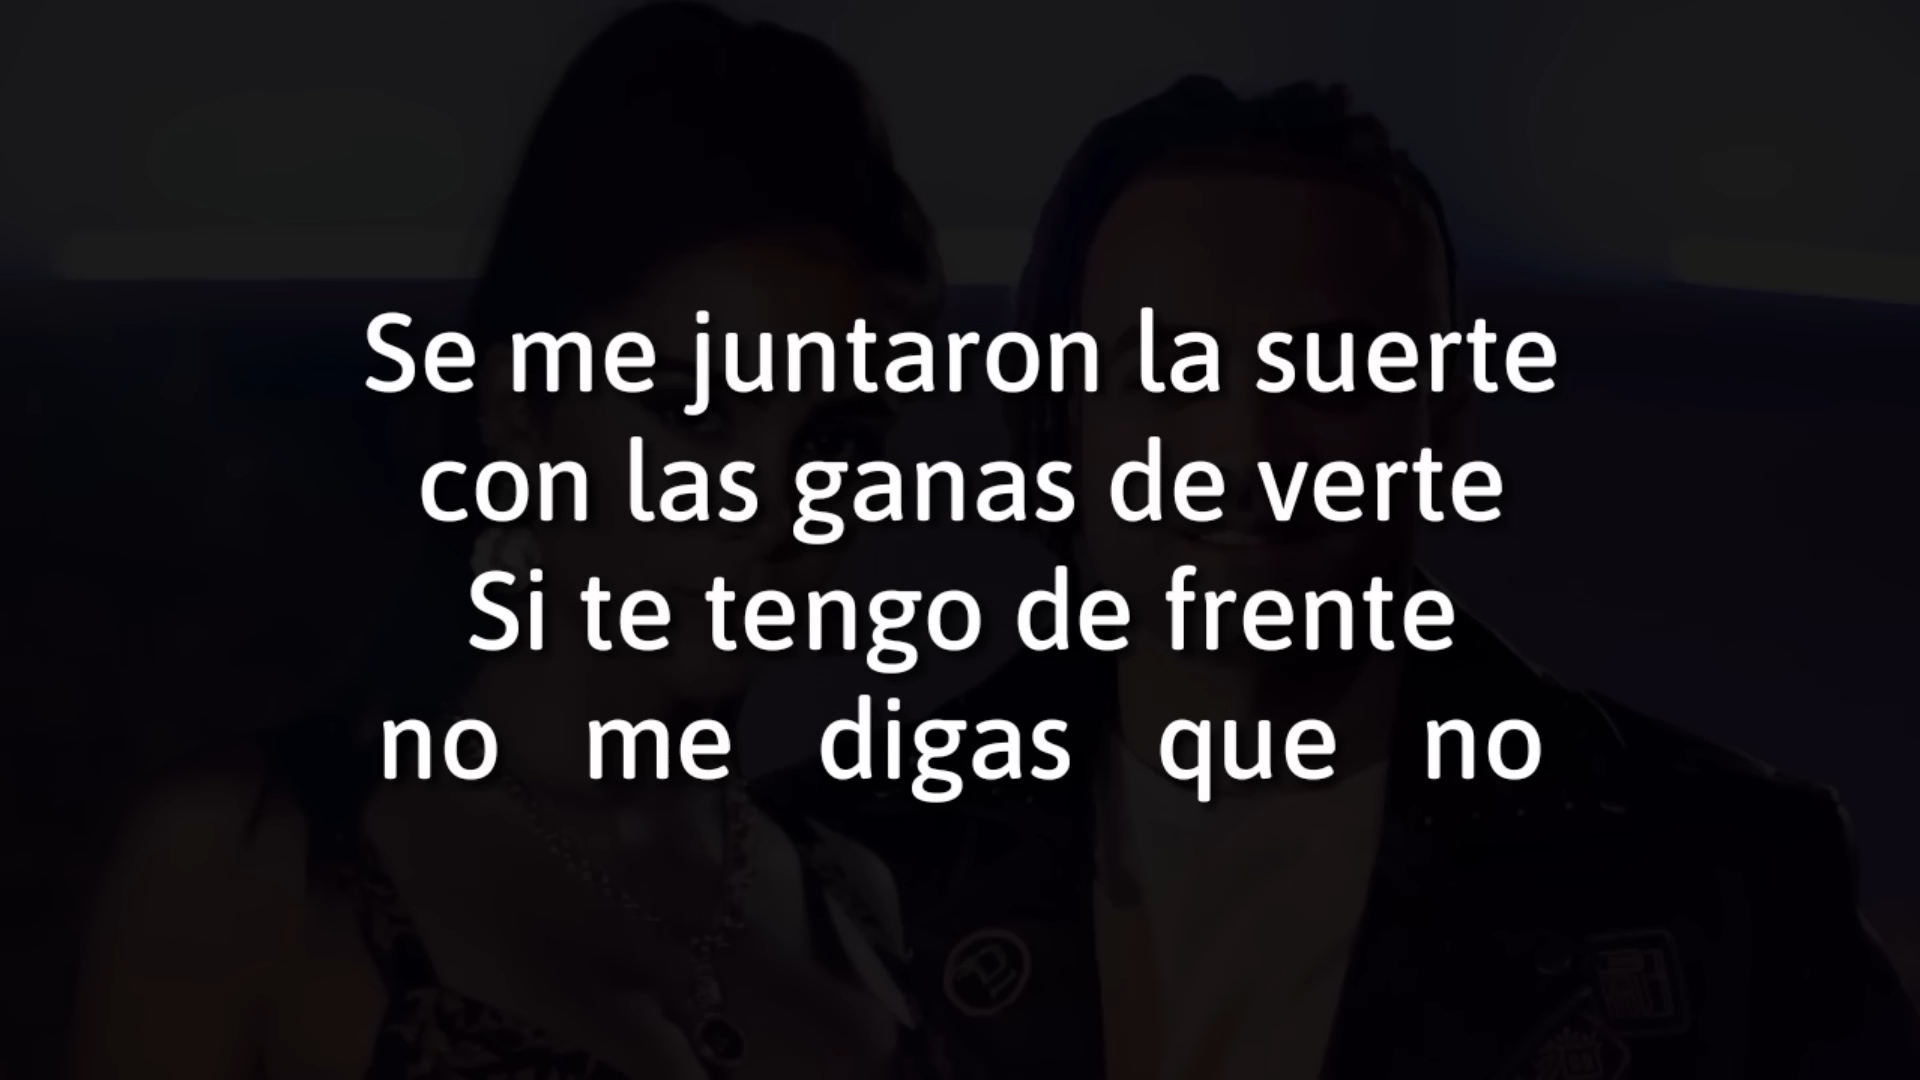 Se me juntaron la suerte
con las ganas de verte
Si te tengo de frente
no me digas que no